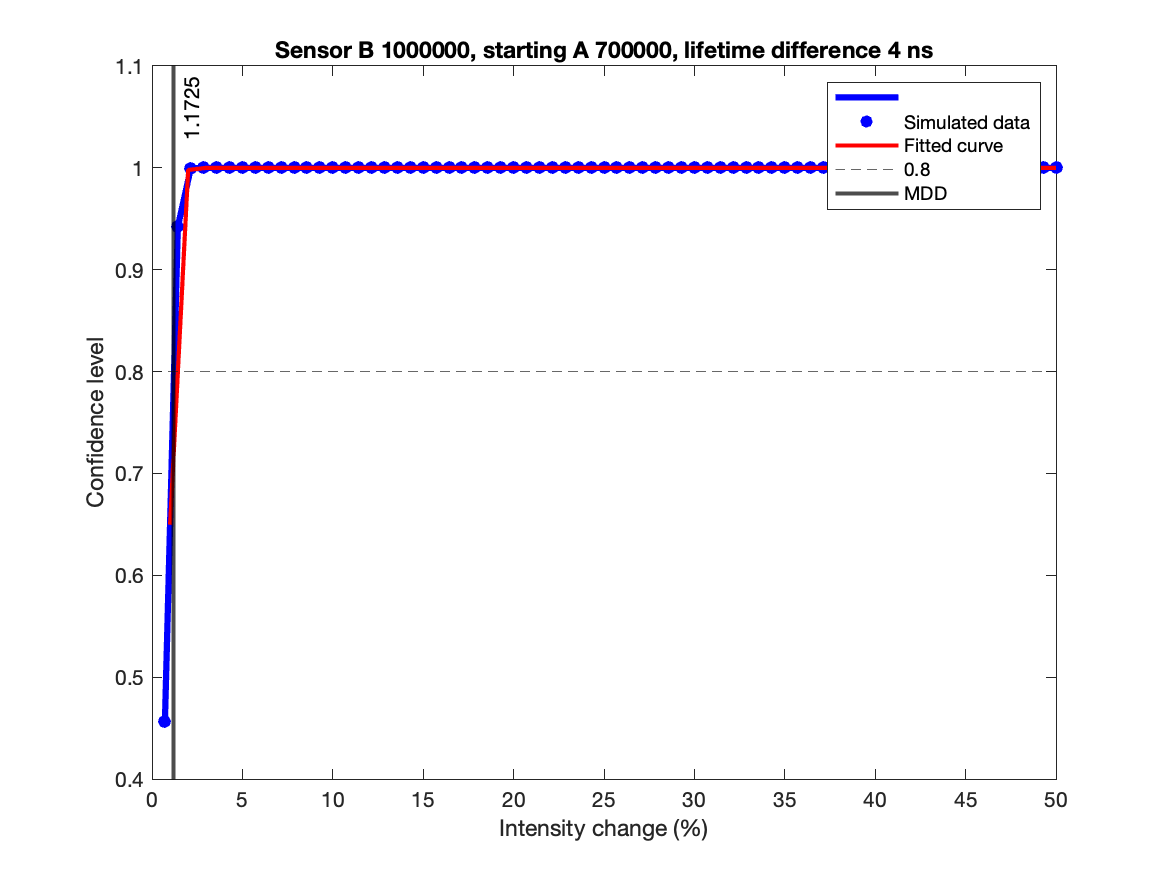 Sensor B 1000000, starting A 700000, lifetime difference 4 ns
1.1
1
0.9
0.8
0.7
0.6
0.5
0.4
Confidence level
1.1725
Simulated data
Fitted curve
0.8
MDD
0 5 10 15 20 25 30 35 40 45 50
Intensity change (%)